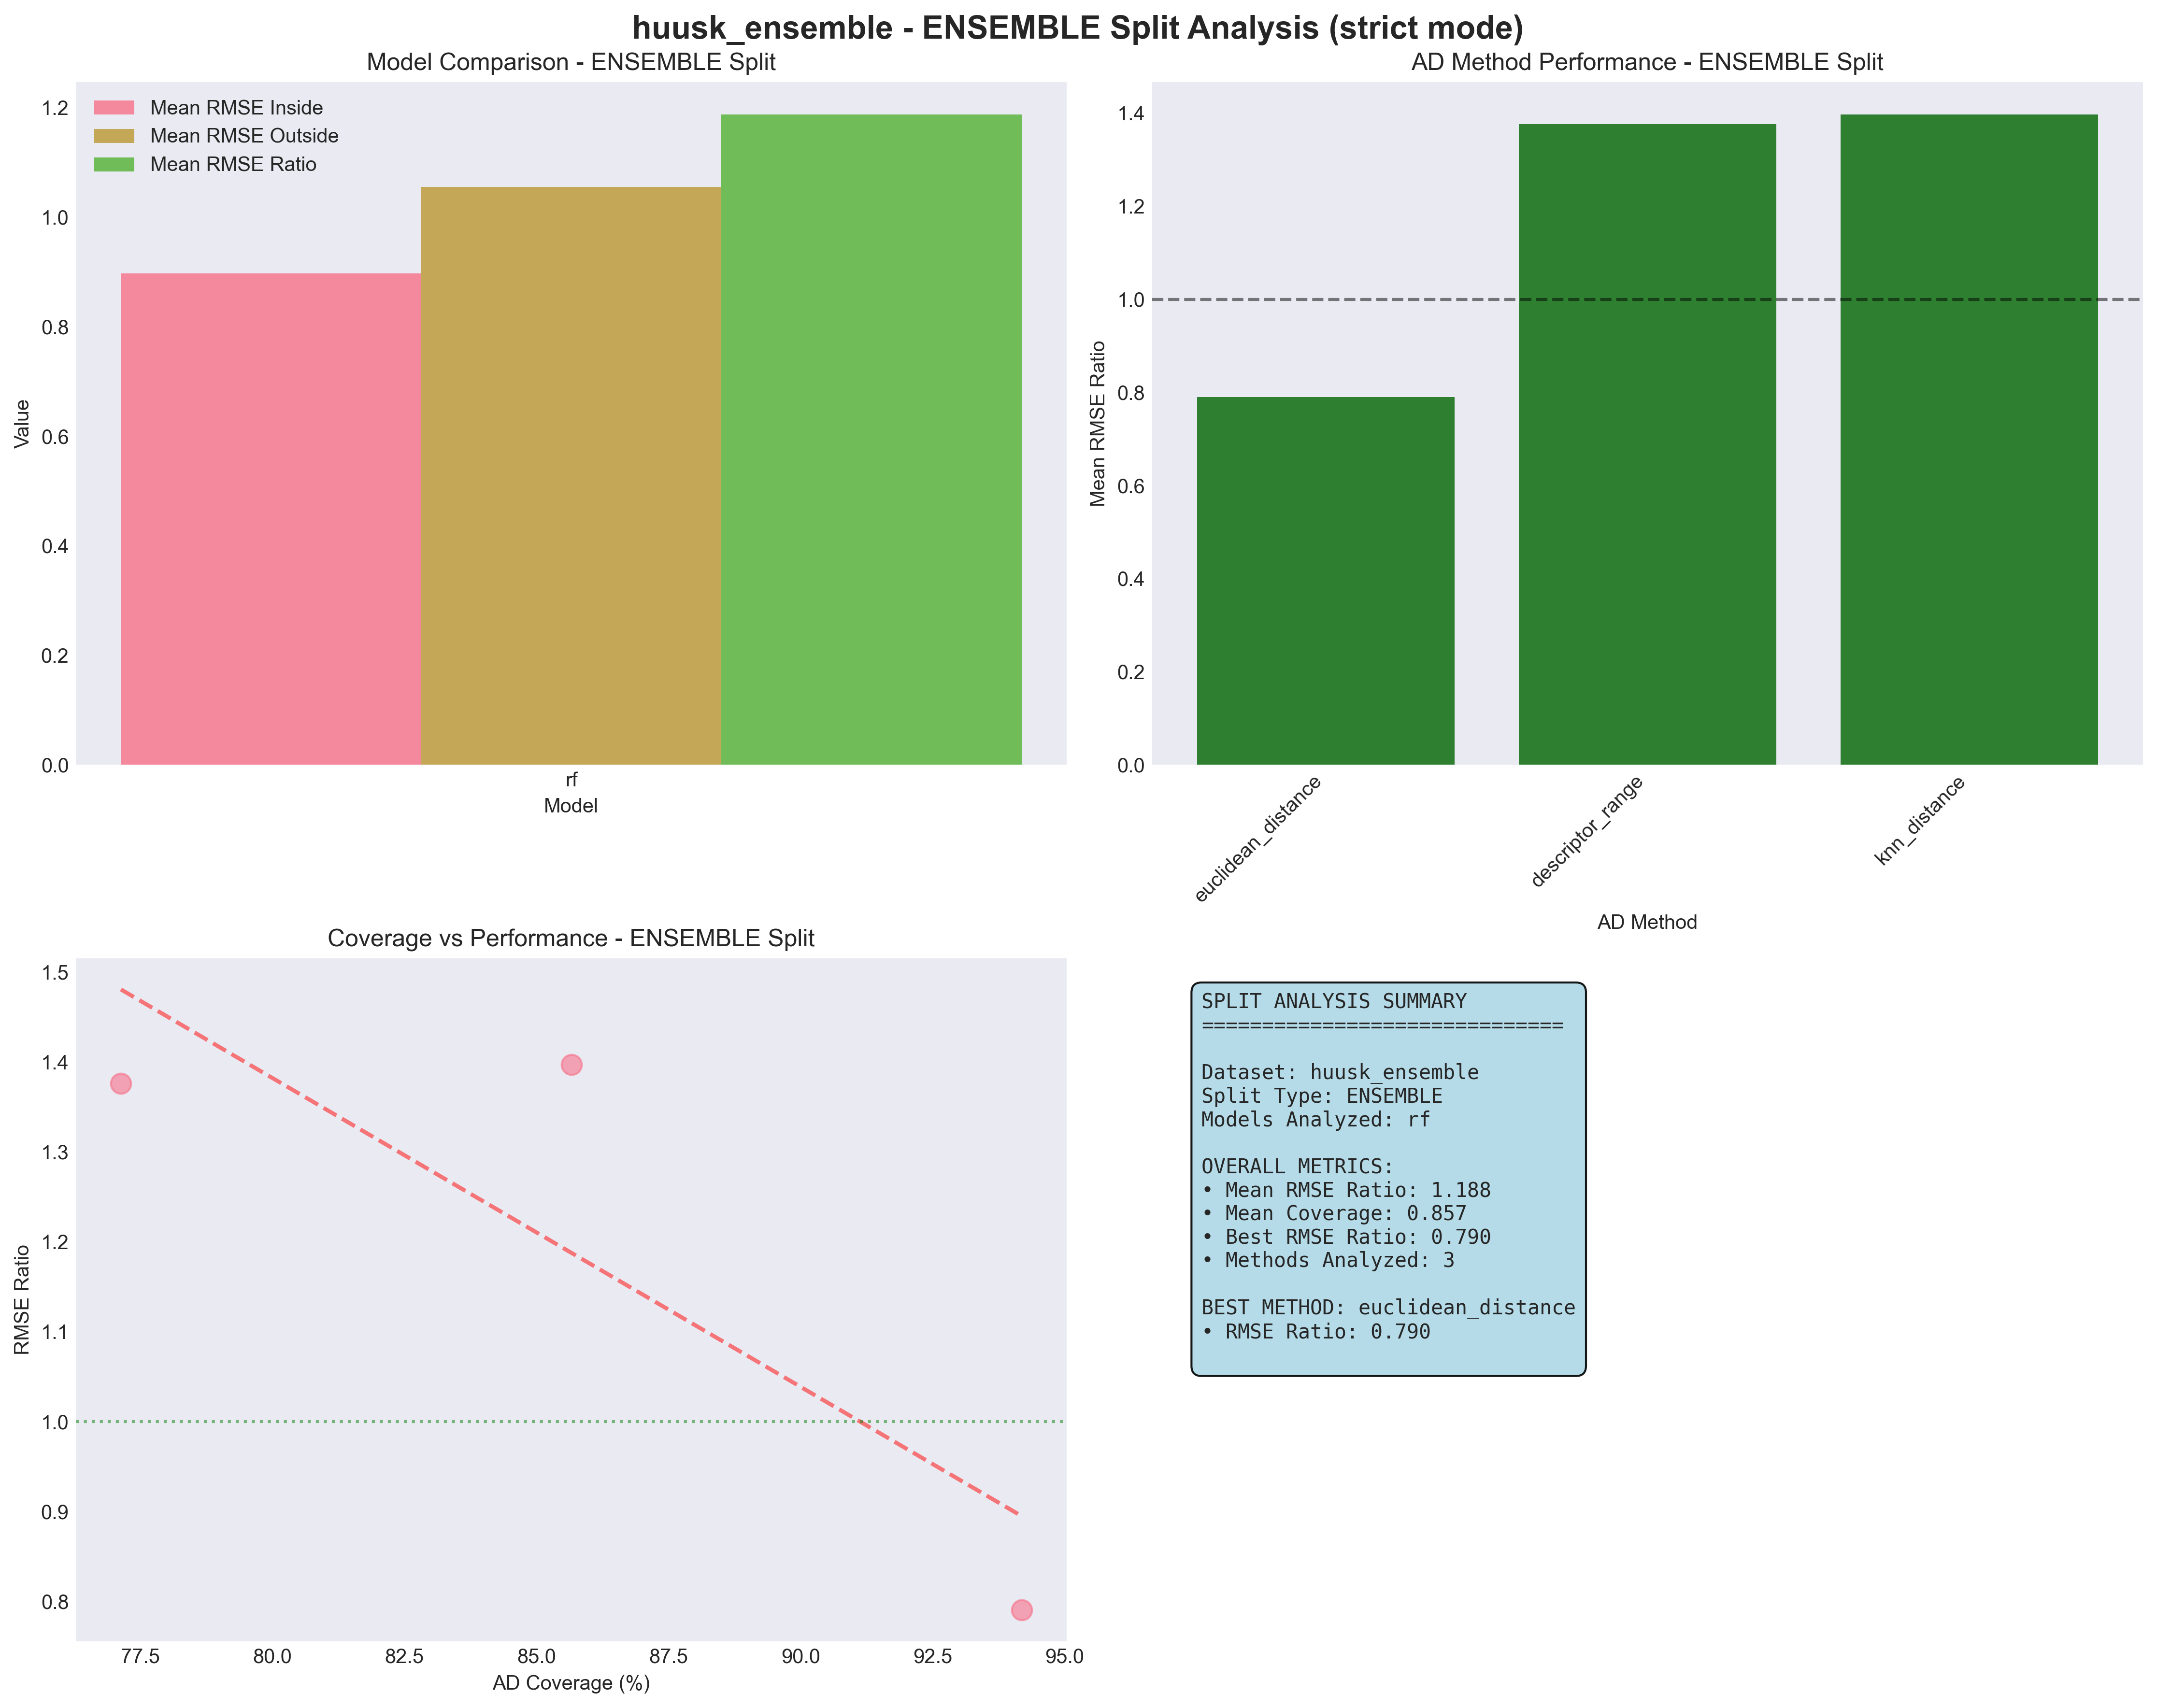 huusk_ensemble - ENSEMBLE Split Analysis (strict mode)
Model Comparison - ENSEMBLE Split
Mean RMSE Inside
Mean RMSE Outside
Mean RMSE Ratio
1.2
1.0
0.8
0.6
0.4
0.2
0.0
Value
rf
Model
AD Method Performance - ENSEMBLE Split
1.4
1.2
1.0
0.8
0.6
0.4
0.2
0.0
Mean RMSE Ratio
euclidean_distance
descriptor_range
knn_distance
AD Method
Coverage vs Performance - ENSEMBLE Split
1.5
1.4
1.3
1.2
1.1
1.0
0.9
0.8
RMSE Ratio
77.5 80.0 82.5 85.0 87.5 90.0 92.5 95.0
AD Coverage (%)
SPLIT ANALYSIS SUMMARY
==============================
Dataset: huusk_ensemble
Split Type: ENSEMBLE
Models Analyzed: rf
OVERALL METRICS:
• Mean RMSE Ratio: 1.188
• Mean Coverage: 0.857
• Best RMSE Ratio: 0.790
• Methods Analyzed: 3
BEST METHOD: euclidean_distance
• RMSE Ratio: 0.790